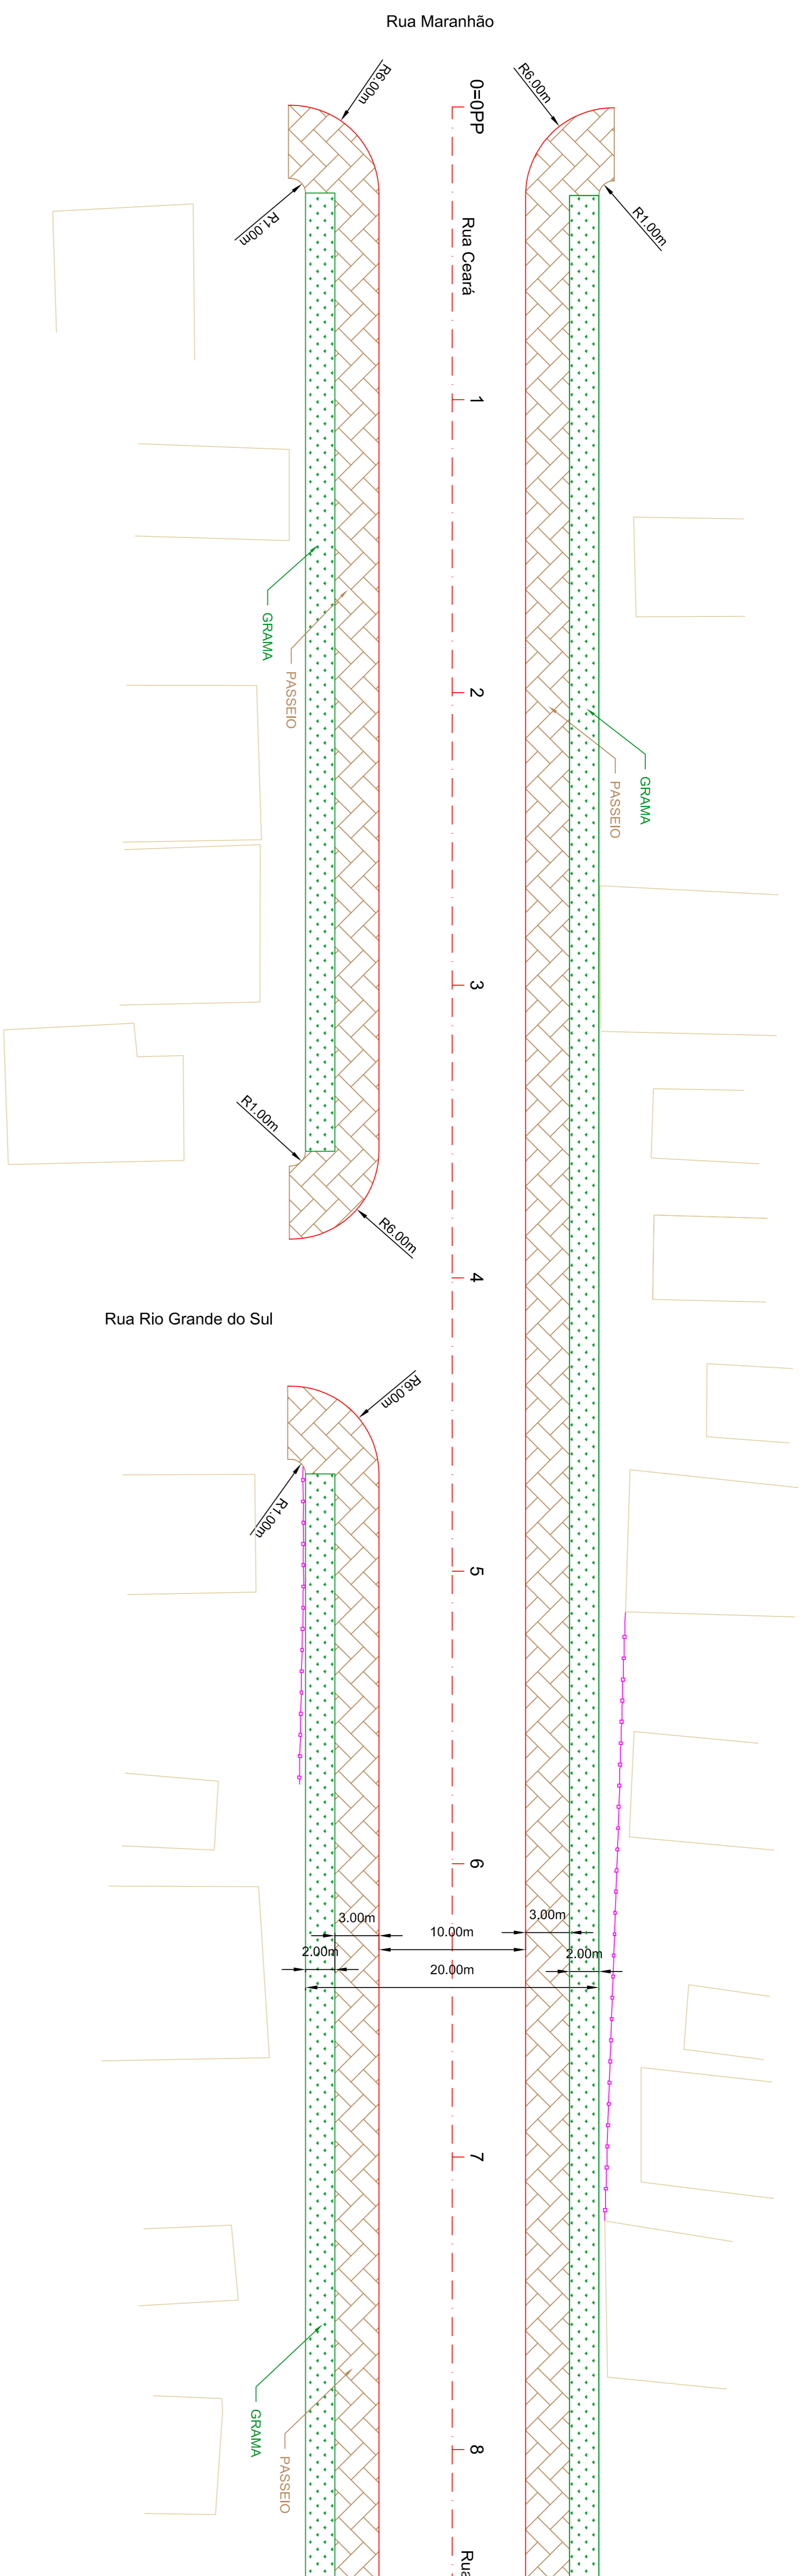 Rua Maranhão
R6.00m
R6.00m
0=0PP
R1.00m
R1.00m
Rua Ceará
1
GRAMA
PASSEIO
2
GRAMA
PASSEIO
3
R1.00m
R6.00m
4
Rua Rio Grande do Sul
R6.00m
R1.00m
5
6
3.00m
10.00m
3.00m
2.00m
20.00m
2.00m
7
GRAMA
PASSEIO
8
Rua